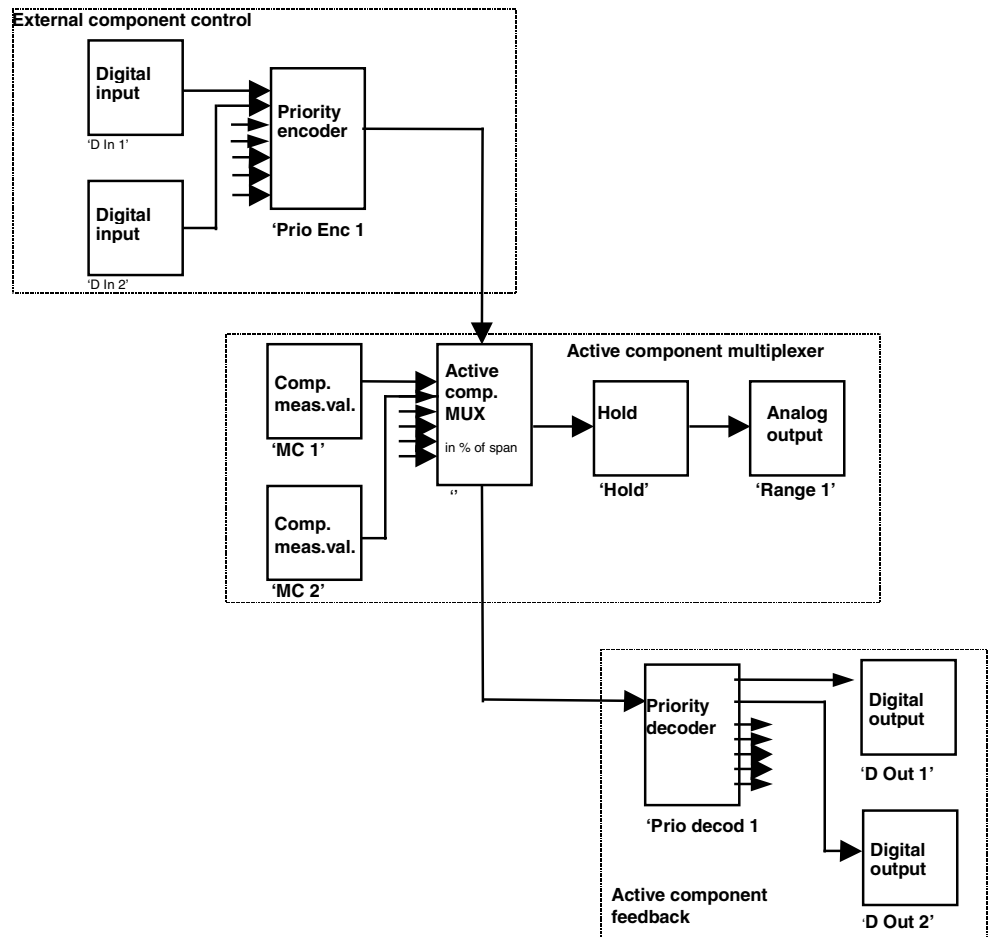 External component control
Digital
input
‘D In 1’
Priority
encoder
‘Prio Enc 1
Digital
input
‘D In 2’
Active component multiplexer
Comp.
meas.val.
‘MC 1’
Active
comp.
MUX
in % of span
‘’
Hold
‘Hold’
Analog
output
‘Range 1’
Comp.
meas.val.
‘MC 2’
Priority
decoder
‘Prio decod 1
Digital
output
‘D Out 1’
Digital
output
‘D Out 2’
Active component
feedback